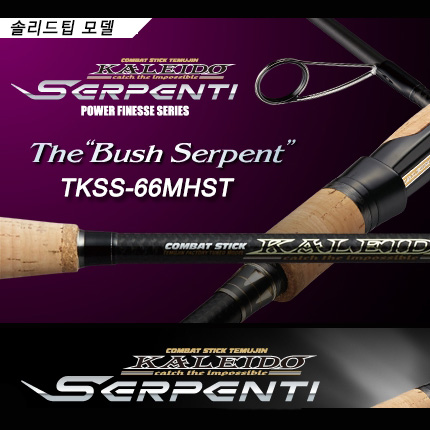 솔리드팁 모델
COMBAT STICK TEMUJIN
KALEIDO
catch the impossible
SERPENTI
POWER FINESSE SERIES
The "Bush Serpent"
TKSS-66MHST
COMBAT STICK KALEIDO
catch the impossible
COMBAT STICK TEMUJIN
KALEIDO
catch the impossible
SERPENTI